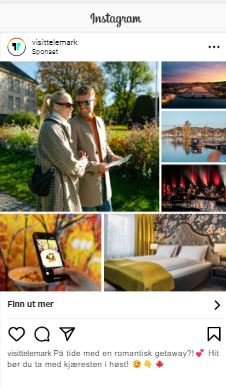 Instagram
visittelemark
Sponset
Finn ut mer
visittelemark På tide med en romantisk getaway?!💕 Hit
bør du ta med kjæresten i høst! 🥰👇🍁